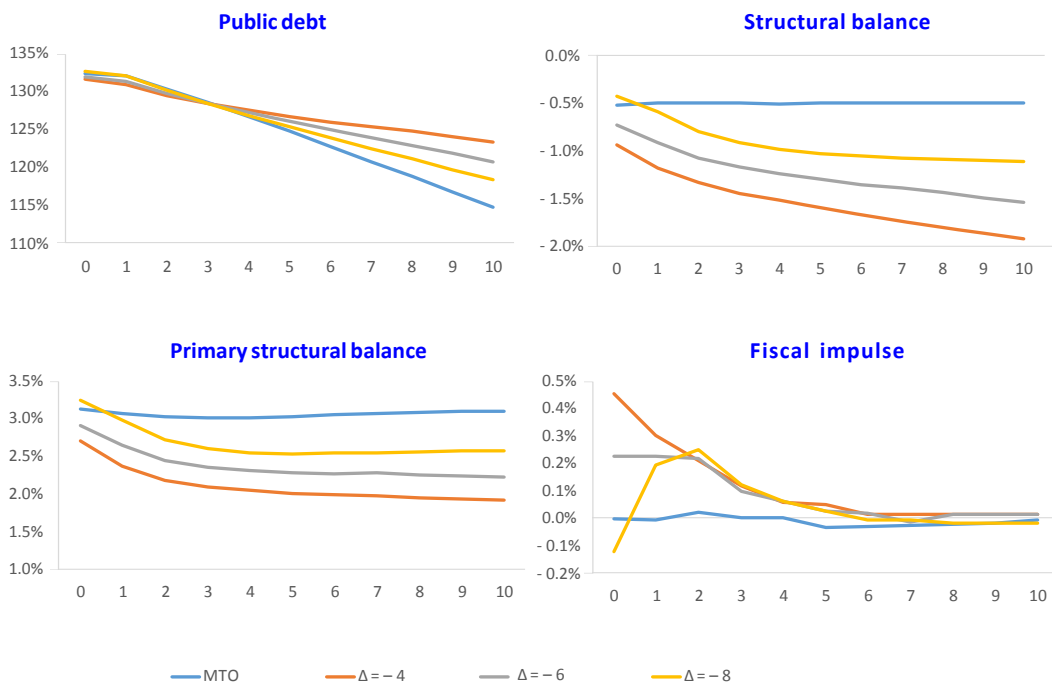 Public debt
135%
130%
125%
120%
115%
110%
0 1 2 3 4 5 6 7 8 9 10
Structural balance
0.0%
- 0.5%
- 1.0%
- 1.5%
- 2.0%
0 1 2 3 4 5 6 7 8 9 10
Primary structural balance
3.5%
3.0%
2.5%
2.0%
1.5%
1.0%
0 1 2 3 4 5 6 7 8 9 10
Fiscal impulse
0.5%
0.4%
0.3%
0.2%
0.1%
0.0%
- 0.1%
- 0.2%
0 1 2 3 4 5 6 7 8 9 10
MTO Δ = – 4 Δ = – 6 Δ = – 8